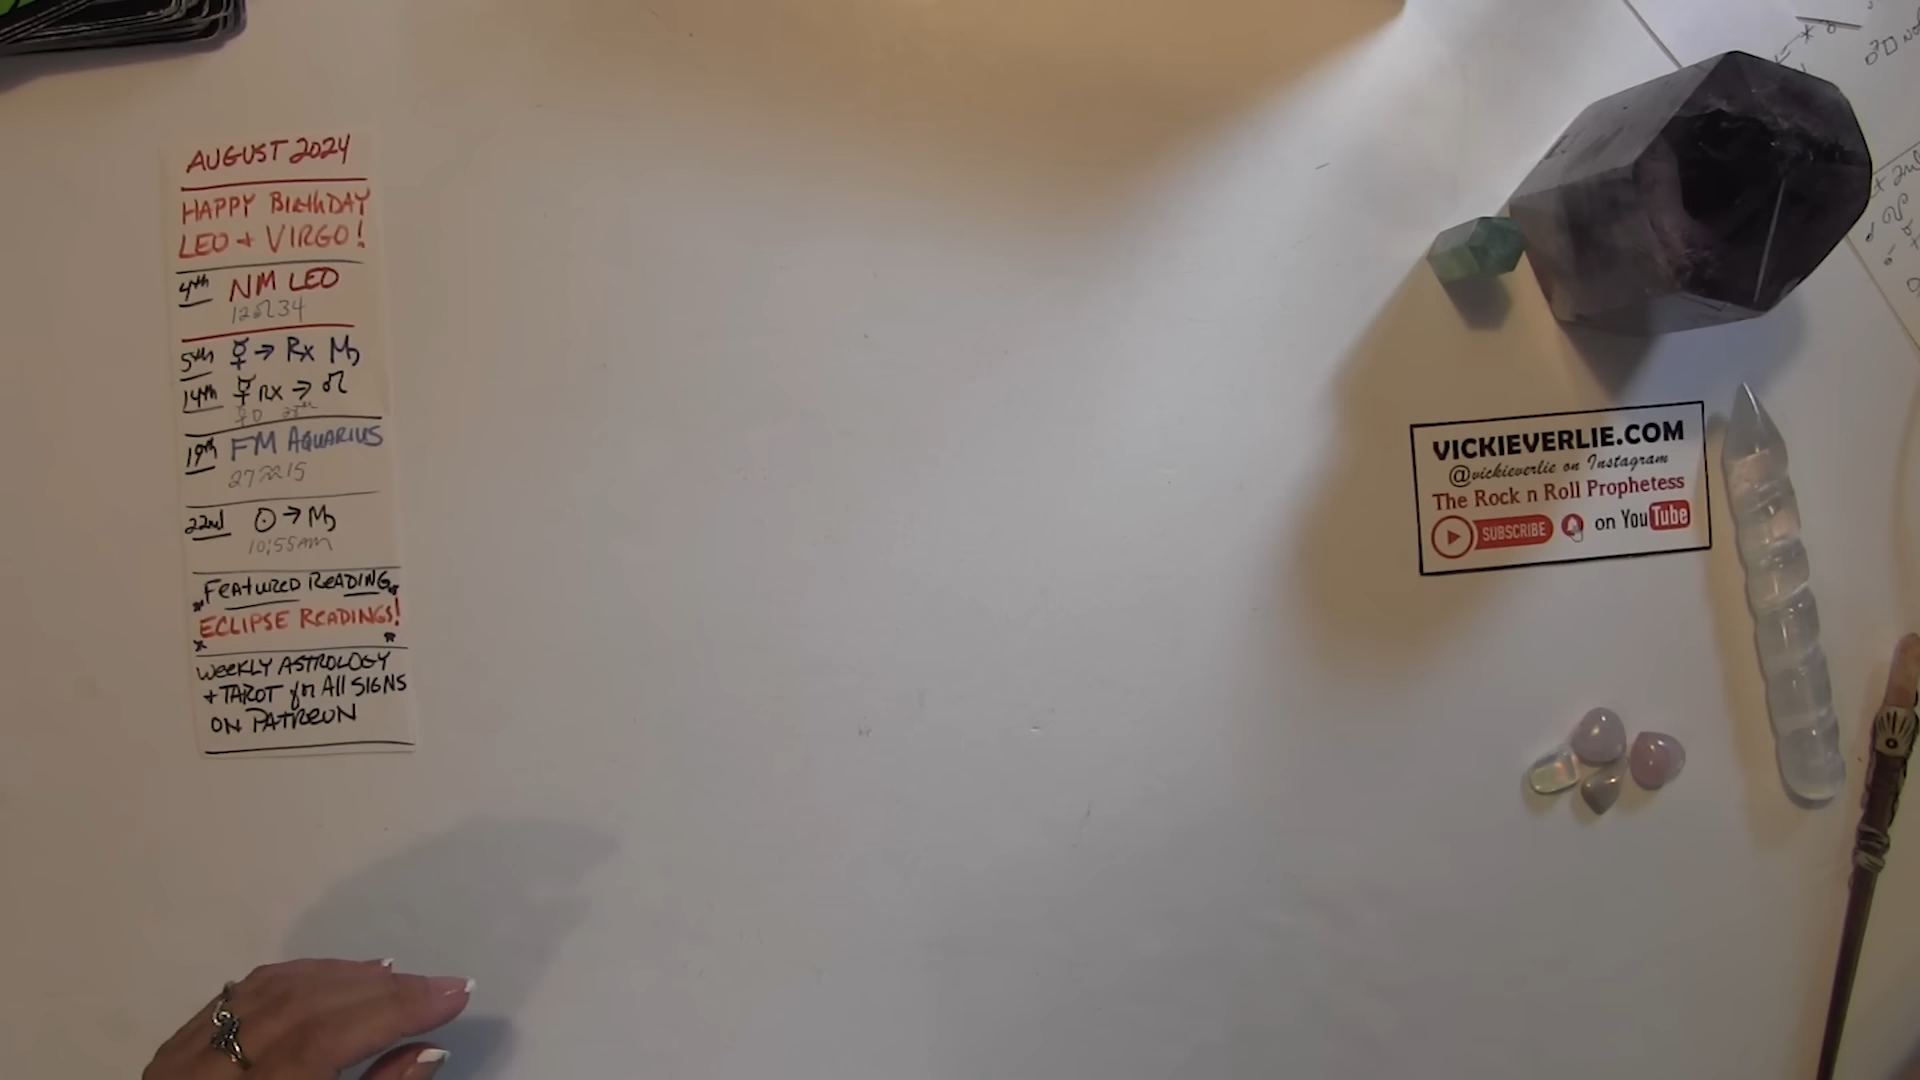 AUGUST 2024
HAPPY BIRTHDAY
LEO + VIRGO!
4th NM LEO
12♌34
5th ☿→ Rx ♍
14th ☿ Rx → ♌
☿D 28th
19th FM AQUARIUS
27♒15
22nd ☉→♍
10:55AM
*FEATURED READING*
ECLIPSE READINGS!
WEEKLY ASTROLOGY
+ TAROT for All SIGNS
ON PATREON
VICKIEVERLIE.COM
@vickieverlie on Instagram
The Rock n Roll Prophetess
SUBSCRIBE on YouTube